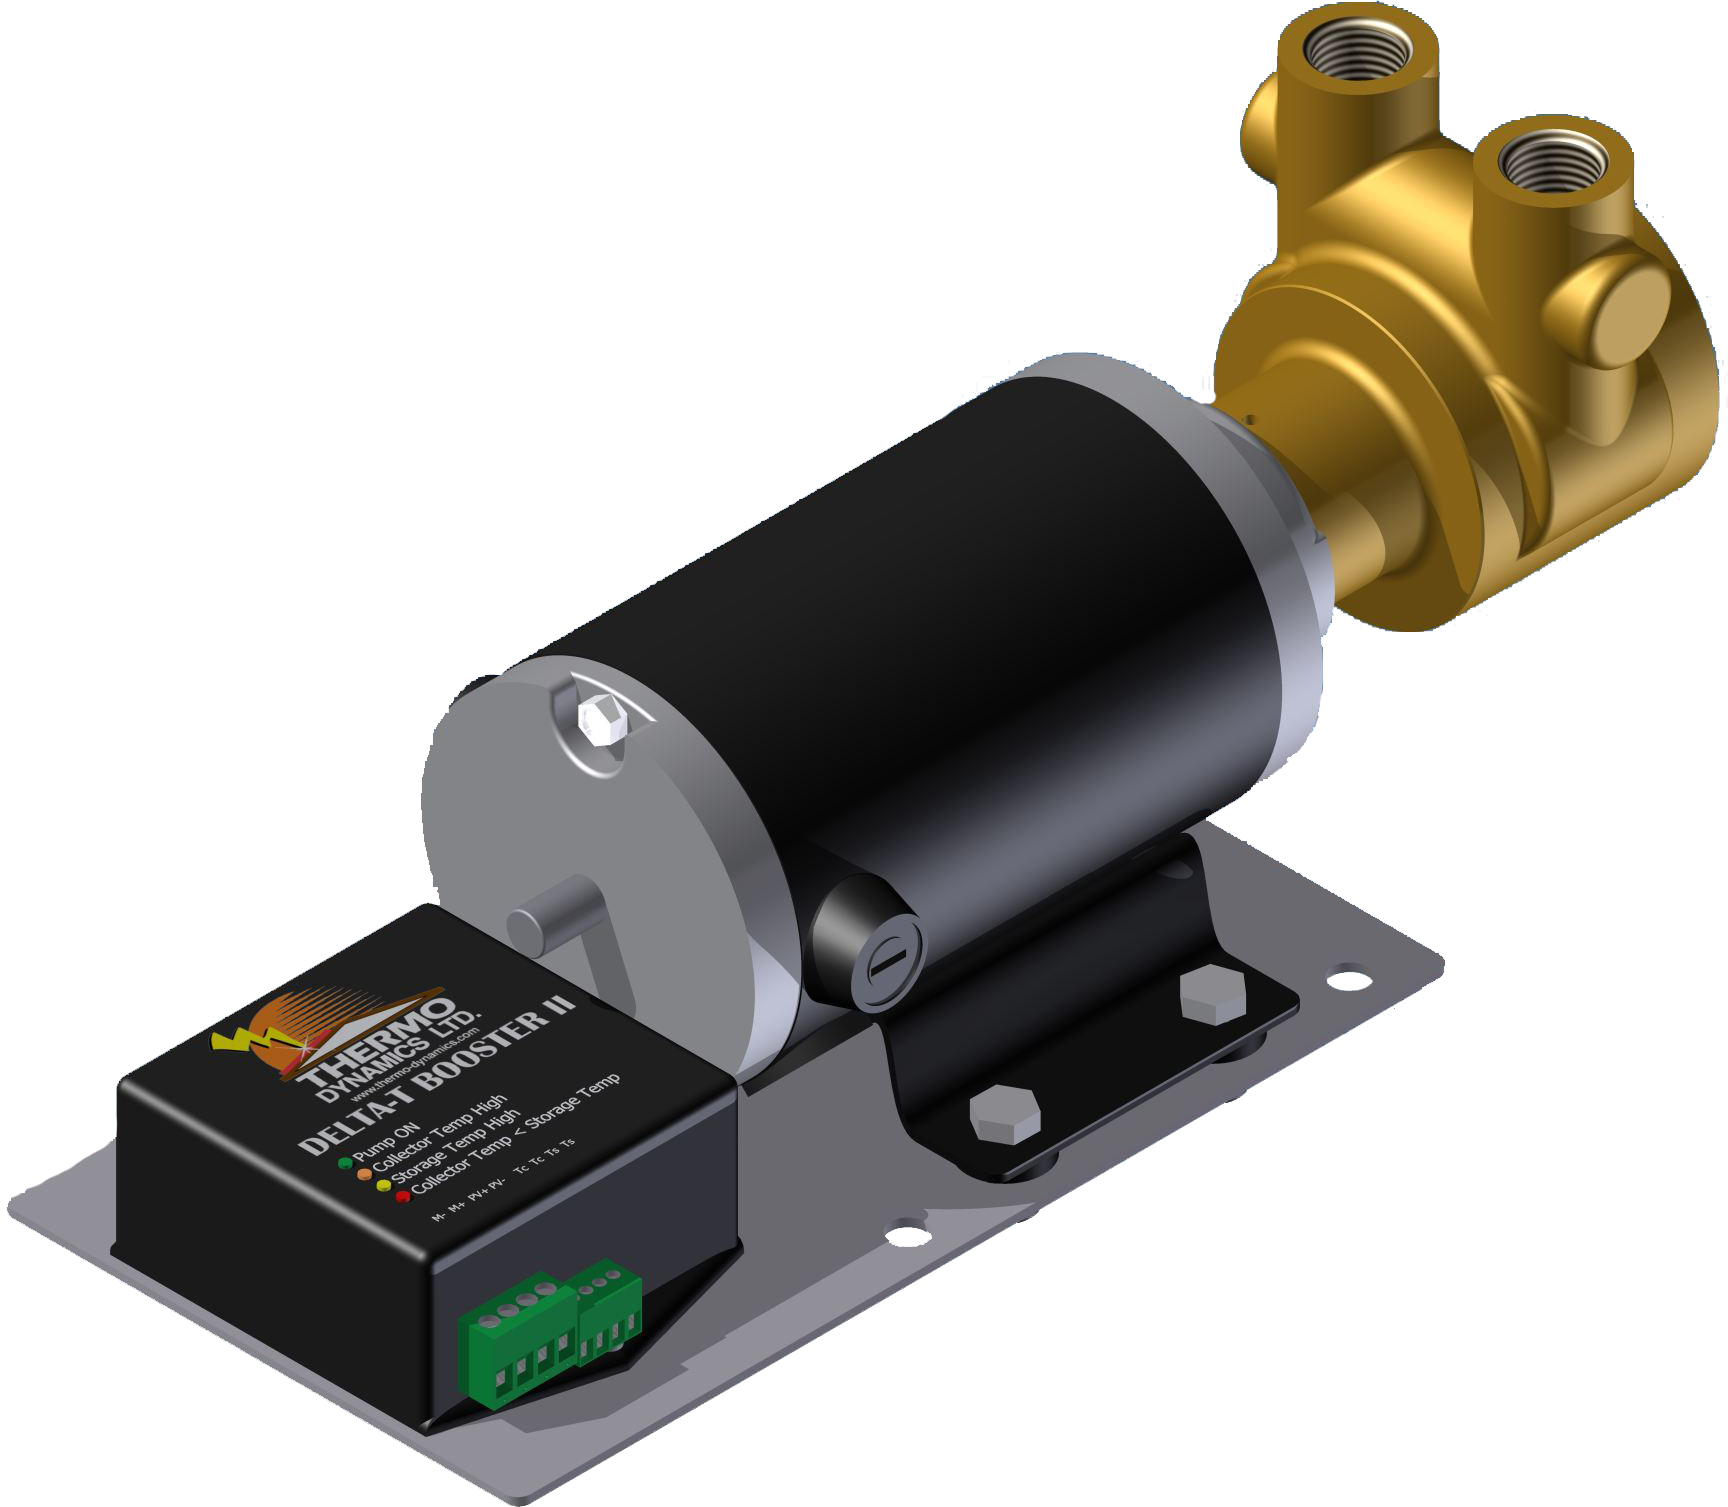 THERMO
DYNAMICS LTD.
www.thermo-dynamics.com
DELTA-T BOOSTER II
Pump ON
Collector Temp High
Storage Temp High
Collector Temp < Storage Temp
M- M+ PV+ PV- Tc Tc Ts Ts